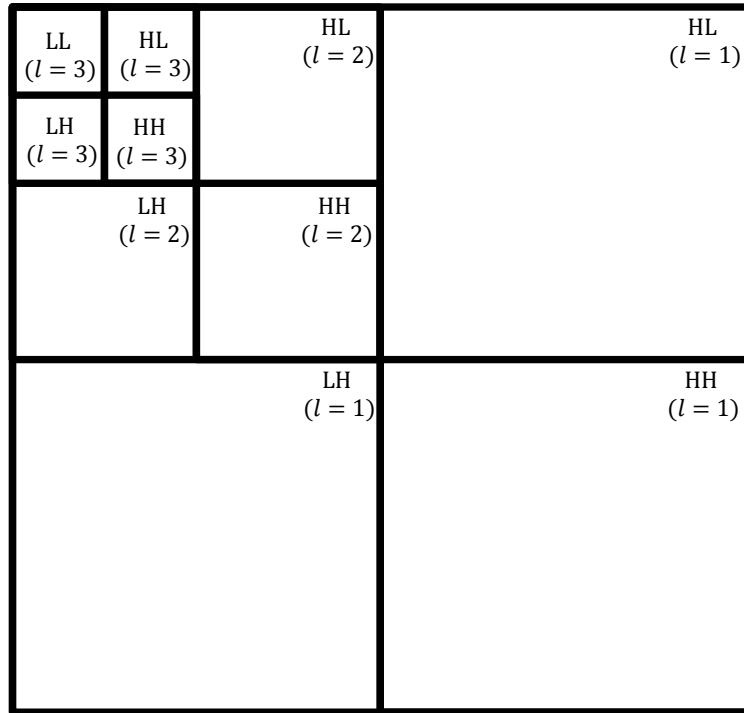 LL
(l = 3)
HL
(l = 3)
HL
(l = 2)
HL
(l = 1)
LH
(l = 3)
HH
(l = 3)
LH
(l = 2)
HH
(l = 2)
LH
(l = 1)
HH
(l = 1)